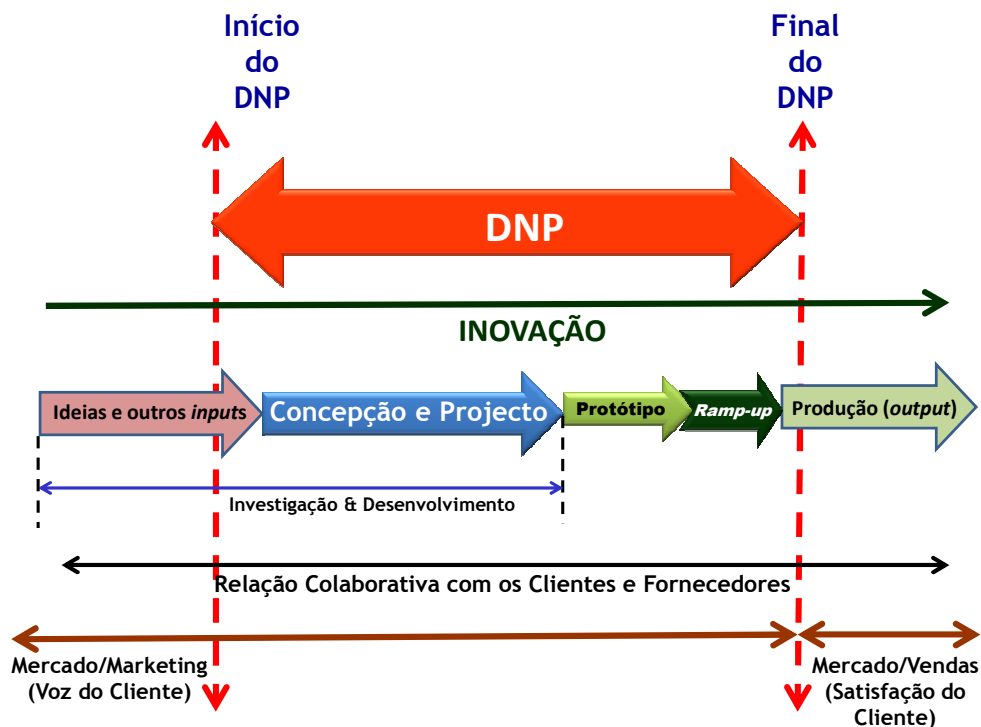 Início
do
DNP
Final
do
DNP
DNP
INOVAÇÃO
Ideias e outros inputs
Concepção e Projecto
Protótipo
Ramp-up
Produção (output)
Investigação & Desenvolvimento
Relação Colaborativa com os Clientes e Fornecedores
Mercado/Marketing
(Voz do Cliente)
Mercado/Vendas
(Satisfação do
Cliente)